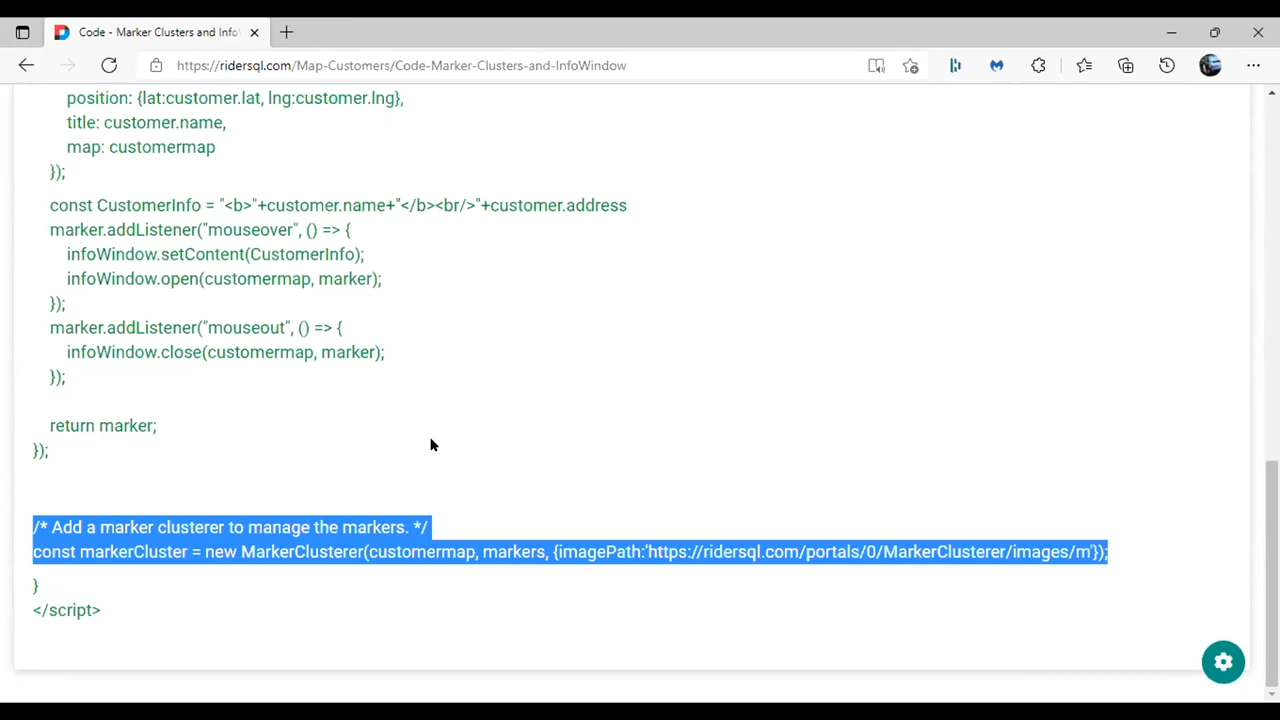 Code - Marker Clusters and Info
https://ridersql.com/Map-Customers/Code-Marker-Clusters-and-InfoWindow
position: {lat:customer.lat, lng:customer.lng},
title: customer.name,
map: customermap
});
const CustomerInfo = "<b>"+customer.name+"</b><br/>"+customer.address
marker.addListener("mouseover", () => {
infoWindow.setContent(CustomerInfo);
infoWindow.open(customermap, marker);
});
marker.addListener("mouseout", () => {
infoWindow.close(customermap, marker);
});
return marker;
});
/* Add a marker clusterer to manage the markers. */
const markerCluster = new MarkerClusterer(customermap, markers, {imagePath:'https://ridersql.com/portals/0/MarkerClusterer/images/m'});
}
</script>